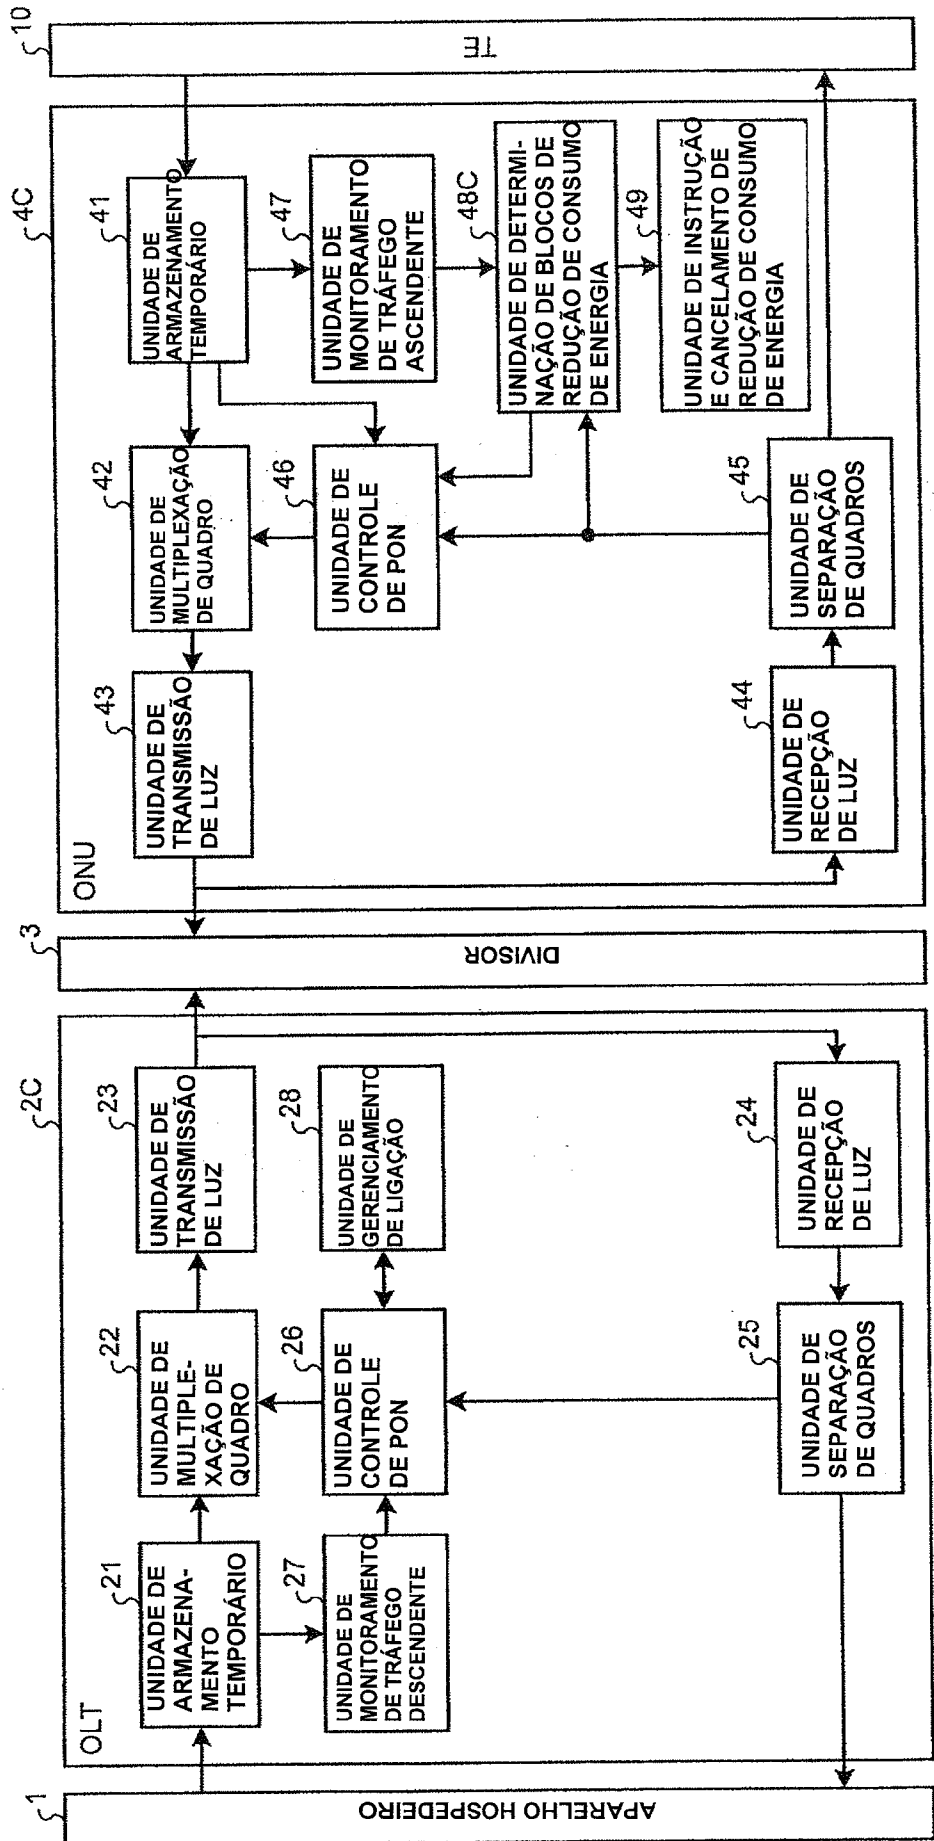 1
APARELHO HOSPEDEIRO
2C
OLT
21
UNIDADE DE
ARMAZENA-
MENTO
TEMPORÁRIO
22
UNIDADE DE
MULTIPLE-
XAÇÃO DE
QUADRO
23
UNIDADE DE
TRANSMISSÃO
DE LUZ
27
UNIDADE DE
MONITORAMENTO
DE TRÁFEGO
DESCENDENTE
26
UNIDADE DE
CONTROLE
DE PON
28
UNIDADE DE
GERENCIAMENTO
DE LIGAÇÃO
25
UNIDADE DE
SEPARAÇÃO
DE QUADROS
24
UNIDADE DE
RECEPÇÃO
DE LUZ
3
DIVISOR
4C
ONU
43
UNIDADE DE
TRANSMISSÃO
DE LUZ
42
UNIDADE DE
MULTIPLEXAÇÃO
DE QUADRO
41
UNIDADE DE
ARMAZENAMENTO
TEMPORÁRIO
46
UNIDADE DE
CONTROLE
DE PON
47
UNIDADE DE
MONITORAMENTO
DE TRÁFEGO
ASCENDENTE
48C
UNIDADE DE DETERMI-
NAÇÃO DE BLOCOS DE
REDUÇÃO DE CONSUMO
DE ENERGIA
49
UNIDADE DE INSTRUÇÃO
E CANCELAMENTO DE
REDUÇÃO DE CONSUMO
DE ENERGIA
44
UNIDADE DE
RECEPÇÃO
DE LUZ
45
UNIDADE DE
SEPARAÇÃO
DE QUADROS
10
TE